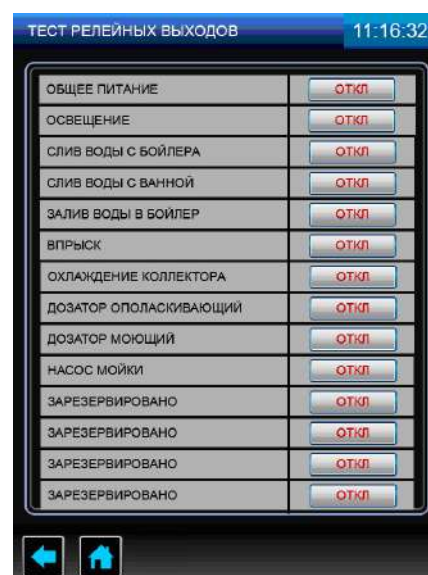 ТЕСТ РЕЛЕЙНЫХ ВЫХОДОВ 11:16:32
ОБЩЕЕ ПИТАНИЕ ОТКЛ
ОСВЕЩЕНИЕ ОТКЛ
СЛИВ ВОДЫ С БОЙЛЕРА ОТКЛ
СЛИВ ВОДЫ С ВАННОЙ ОТКЛ
ЗАЛИВ ВОДЫ В БОЙЛЕР ОТКЛ
ВПРЫСК ОТКЛ
ОХЛАЖДЕНИЕ КОЛЛЕКТОРА ОТКЛ
ДОЗАТОР ОПОЛАСКИВАЮЩИЙ ОТКЛ
ДОЗАТОР МОЮЩИЙ ОТКЛ
НАСОС МОЙКИ ОТКЛ
ЗАРЕЗЕРВИРОВАНО ОТКЛ
ЗАРЕЗЕРВИРОВАНО ОТКЛ
ЗАРЕЗЕРВИРОВАНО ОТКЛ
ЗАРЕЗЕРВИРОВАНО ОТКЛ